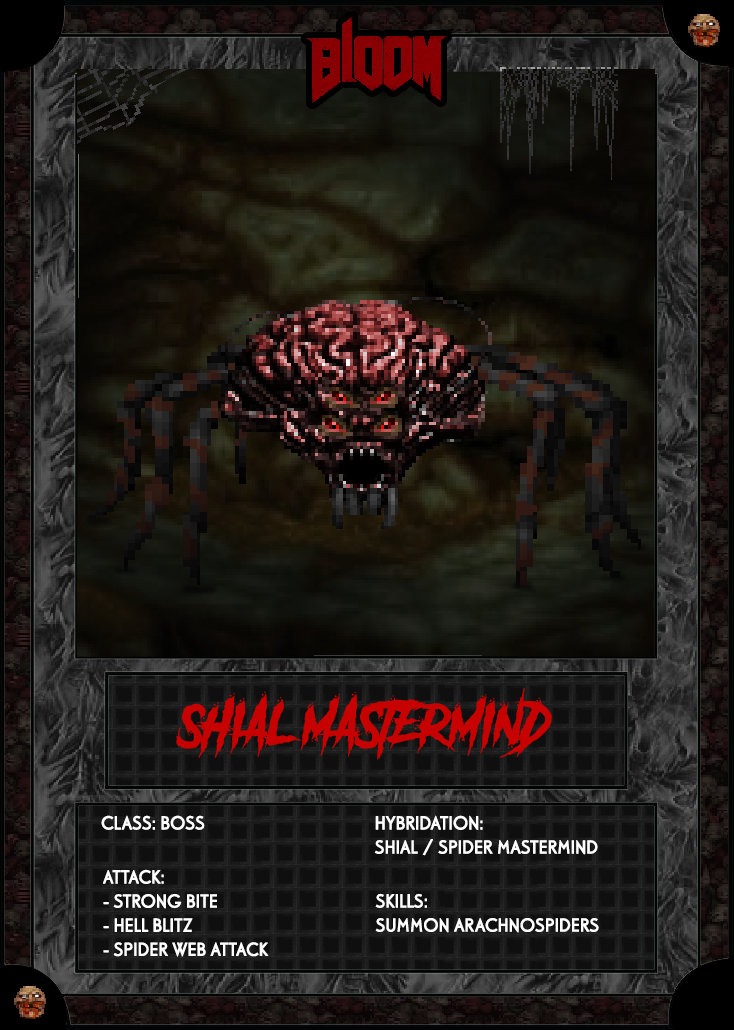 BLOOM
SHIAL MASTERMIND
CLASS: BOSS
HYBRIDATION:
SHIAL / SPIDER MASTERMIND
ATTACK:
- STRONG BITE
- HELL BLITZ
- SPIDER WEB ATTACK
SKILLS:
SUMMON ARACHNOSPIDERS